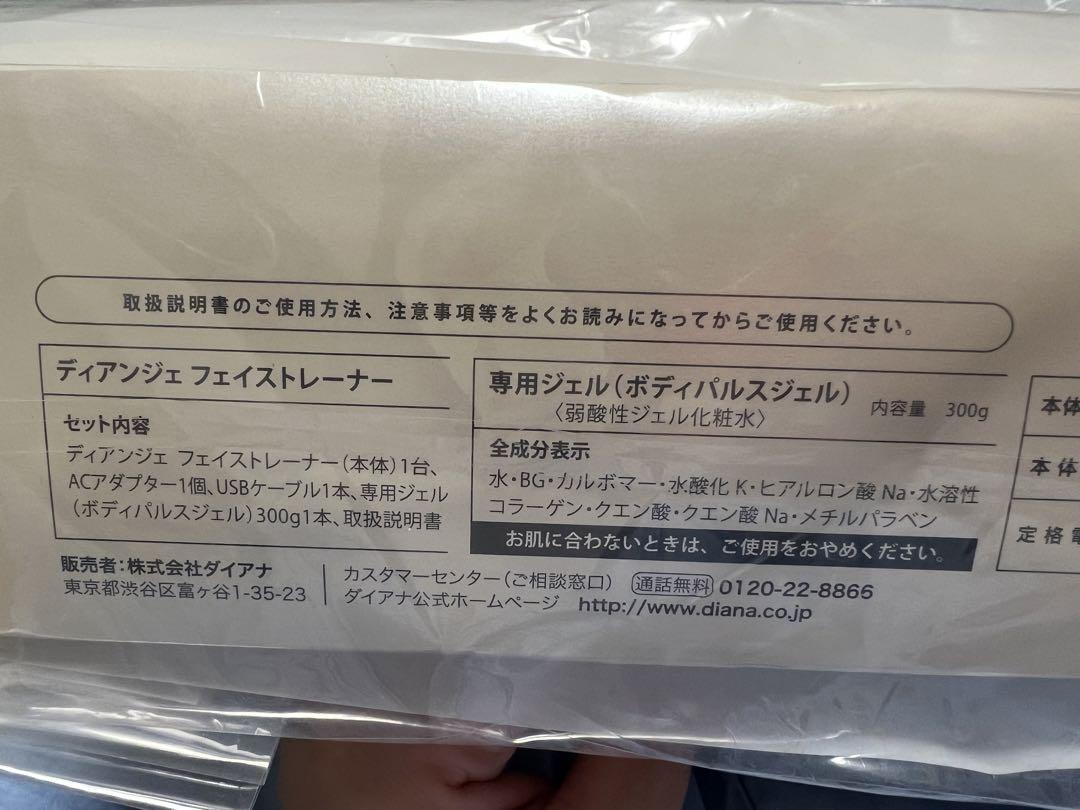 取扱説明書のご使用方法、注意事項等をよくお読みになってからご使用ください。
ディアンジェ フェイストレーナー
セット内容
ディアンジェ フェイストレーナー（本体）1台、
ACアダプター1個、USBケーブル1本、専用ジェル
（ボディパルスジェル）300g1本、取扱説明書
専用ジェル（ボディパルスジェル） 内容量 300g
〈弱酸性ジェル化粧水〉
全成分表示
水・BG・カルボマー・水酸化 K・ヒアルロン酸 Na・水溶性
コラーゲン・クエン酸・クエン酸 Na・メチルパラベン
お肌に合わないときは、ご使用をおやめください。
本体
本体
定格
販売者：株式会社ダイアナ
東京都渋谷区富ヶ谷1-35-23
カスタマーセンター（ご相談窓口） 通話無料 0120-22-8866
ダイアナ公式ホームページ http://www.diana.co.jp